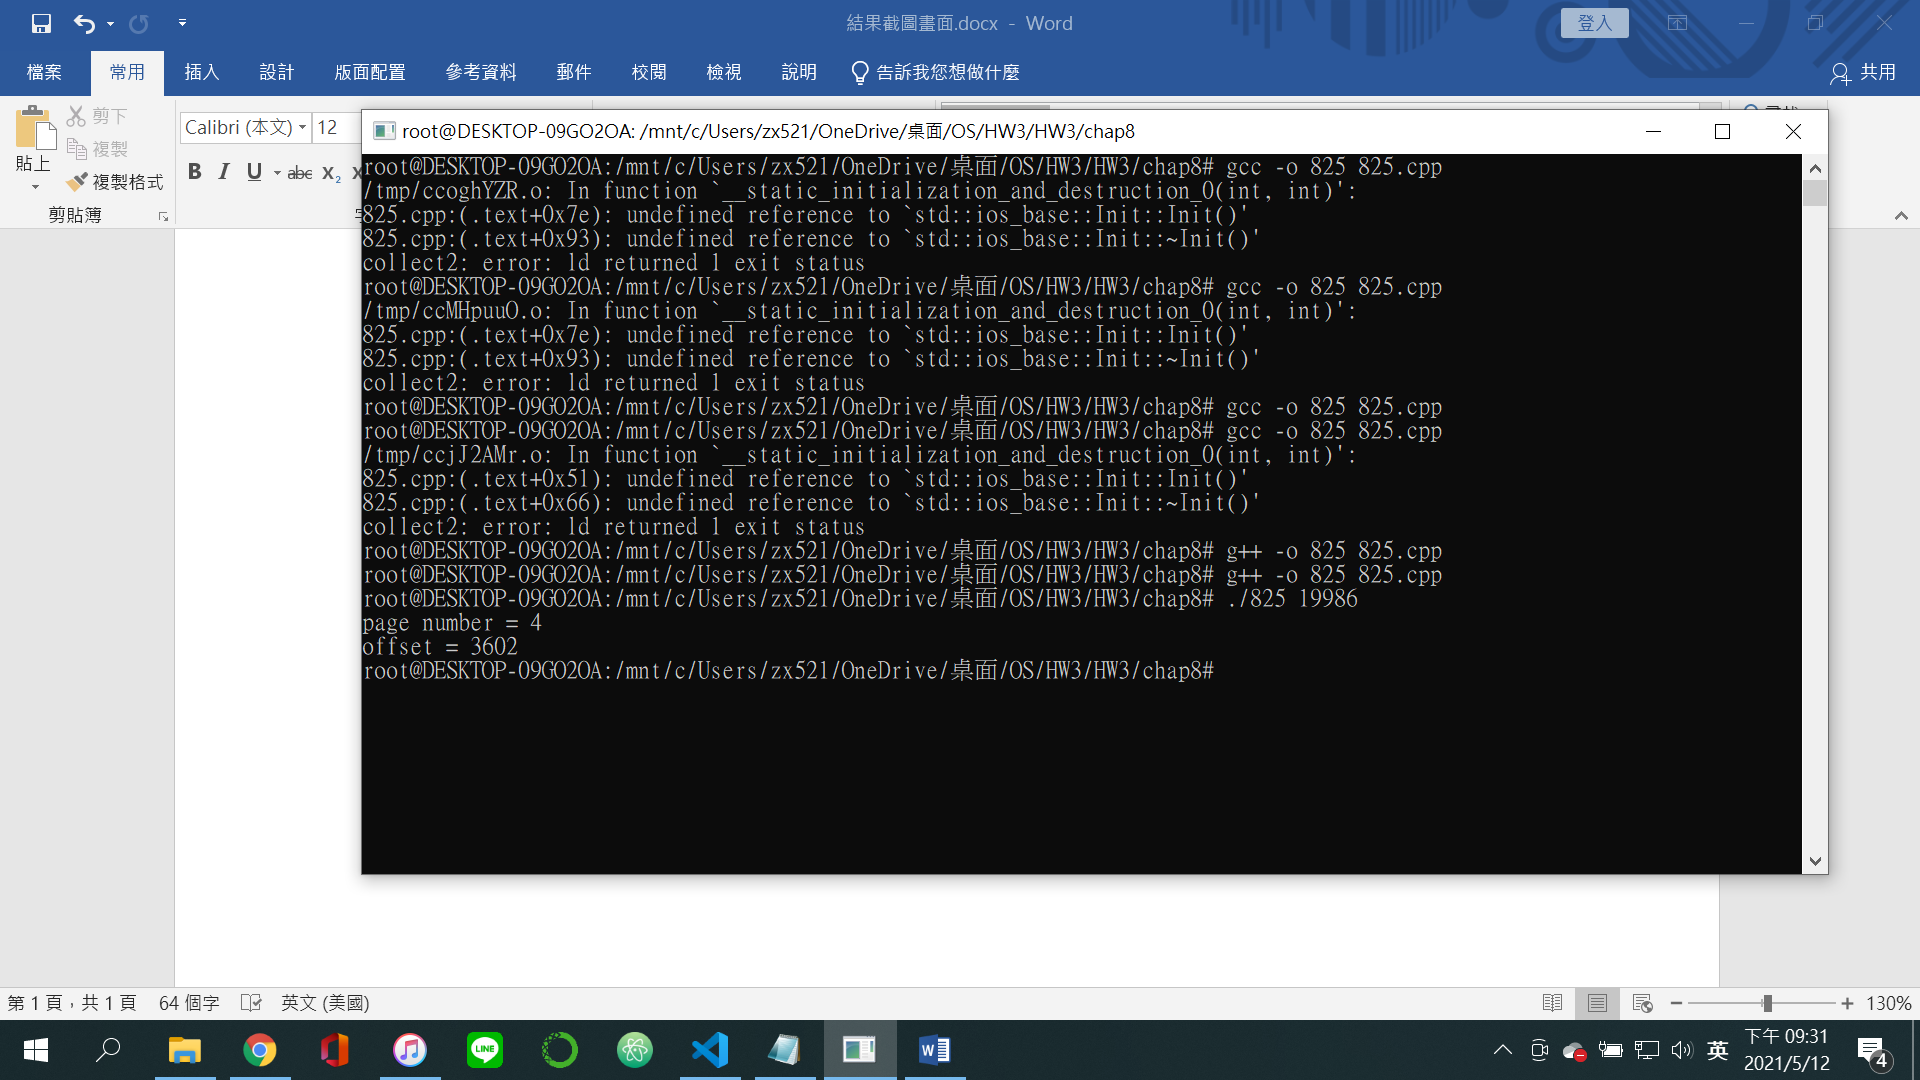 結果截圖畫面.docx - Word
登入
檔案 常用 插入 設計 版面配置 參考資料 郵件 校閱 檢視 說明 告訴我您想做什麼 共用
貼上 剪下
複製
複製格式
剪貼簿
Calibri (本文) 12
B I U abc X₂
root@DESKTOP-09GO2OA: /mnt/c/Users/zx521/OneDrive/桌面/OS/HW3/HW3/chap8
root@DESKTOP-09GO2OA:/mnt/c/Users/zx521/OneDrive/桌面/OS/HW3/HW3/chap8# gcc -o 825 825.cpp
/tmp/ccoghYZR.o: In function `__static_initialization_and_destruction_0(int, int)':
825.cpp:(.text+0x7e): undefined reference to `std::ios_base::Init::Init()'
825.cpp:(.text+0x93): undefined reference to `std::ios_base::Init::~Init()'
collect2: error: ld returned 1 exit status
root@DESKTOP-09GO2OA:/mnt/c/Users/zx521/OneDrive/桌面/OS/HW3/HW3/chap8# gcc -o 825 825.cpp
/tmp/ccMHpuuO.o: In function `__static_initialization_and_destruction_0(int, int)':
825.cpp:(.text+0x7e): undefined reference to `std::ios_base::Init::Init()'
825.cpp:(.text+0x93): undefined reference to `std::ios_base::Init::~Init()'
collect2: error: ld returned 1 exit status
root@DESKTOP-09GO2OA:/mnt/c/Users/zx521/OneDrive/桌面/OS/HW3/HW3/chap8# gcc -o 825 825.cpp
root@DESKTOP-09GO2OA:/mnt/c/Users/zx521/OneDrive/桌面/OS/HW3/HW3/chap8# gcc -o 825 825.cpp
/tmp/ccjJ2AMr.o: In function `__static_initialization_and_destruction_0(int, int)':
825.cpp:(.text+0x51): undefined reference to `std::ios_base::Init::Init()'
825.cpp:(.text+0x66): undefined reference to `std::ios_base::Init::~Init()'
collect2: error: ld returned 1 exit status
root@DESKTOP-09GO2OA:/mnt/c/Users/zx521/OneDrive/桌面/OS/HW3/HW3/chap8# g++ -o 825 825.cpp
root@DESKTOP-09GO2OA:/mnt/c/Users/zx521/OneDrive/桌面/OS/HW3/HW3/chap8# g++ -o 825 825.cpp
root@DESKTOP-09GO2OA:/mnt/c/Users/zx521/OneDrive/桌面/OS/HW3/HW3/chap8# ./825 19986
page number = 4
offset = 3602
root@DESKTOP-09GO2OA:/mnt/c/Users/zx521/OneDrive/桌面/OS/HW3/HW3/chap8#
第 1 頁，共 1 頁 64 個字 英文 (美國) 130%
LINE
英
下午 09:31
2021/5/12
4